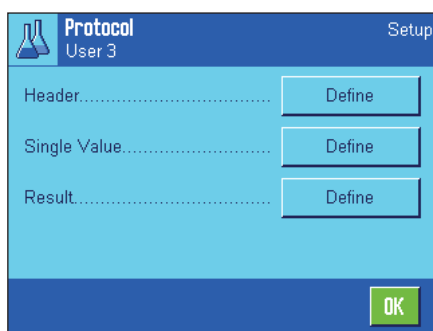 Protocol Setup
User 3
Header.................................... Define
Single Value............................ Define
Result..................................... Define
OK